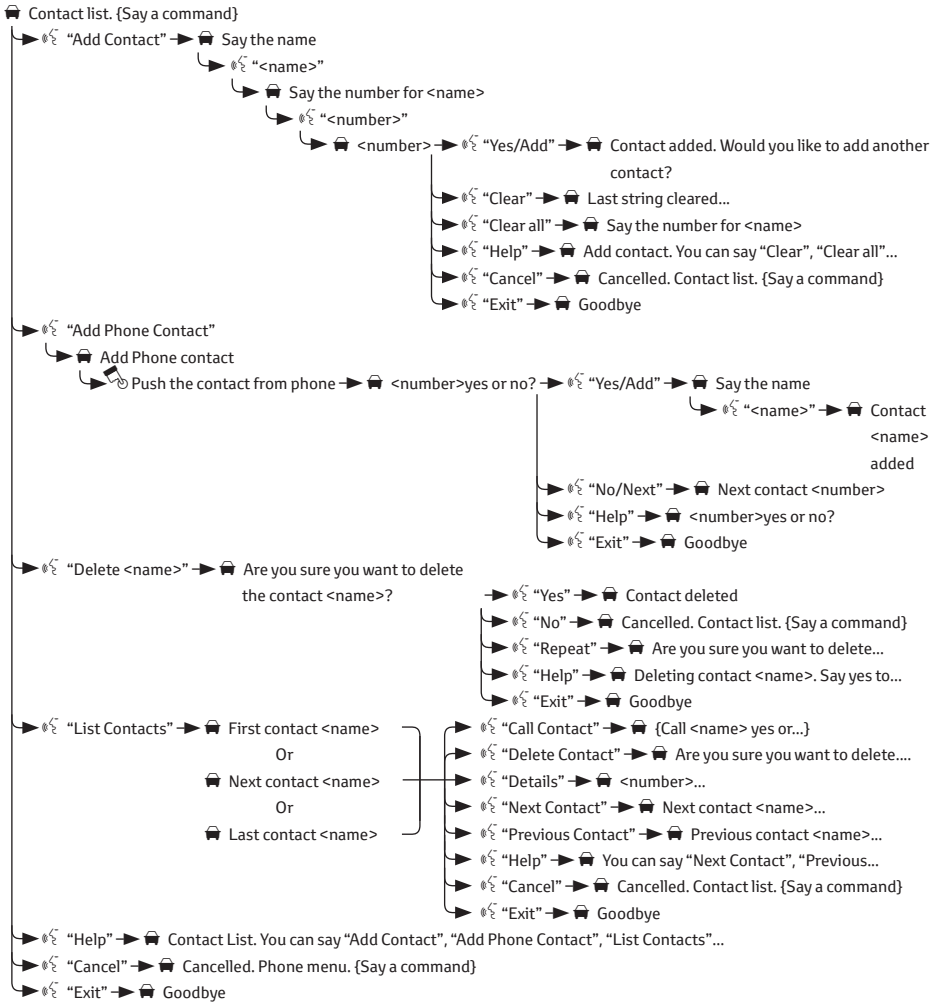 Contact list. {Say a command}
“Add Contact” Say the name
“<name>”
Say the number for <name>
“<number>”
<number> “Yes/Add” Contact added. Would you like to add another
contact?
“Clear” Last string cleared...
“Clear all” Say the number for <name>
“Help” Add contact. You can say “Clear”, “Clear all”...
“Cancel” Cancelled. Contact list. {Say a command}
“Exit” Goodbye
“Add Phone Contact”
Add Phone contact
Push the contact from phone <number>yes or no? “Yes/Add” Say the name
“<name>” Contact
<name>
added
“No/Next” Next contact <number>
“Help” <number>yes or no?
“Exit” Goodbye
“Delete <name>” Are you sure you want to delete
the contact <name>?
“Yes” Contact deleted
“No” Cancelled. Contact list. {Say a command}
“Repeat” Are you sure you want to delete...
“Help” Deleting contact <name>. Say yes to...
“Exit” Goodbye
“List Contacts” First contact <name> “Call Contact” {Call <name> yes or...}
Or “Delete Contact” Are you sure you want to delete....
Next contact <name> “Details” <number>...
Or “Next Contact” Next contact <name>...
Last contact <name> “Previous Contact” Previous contact <name>...
“Help” You can say “Next Contact”, “Previous...
“Cancel” Cancelled. Contact list. {Say a command}
“Exit” Goodbye
“Help” Contact List. You can say “Add Contact”, “Add Phone Contact”, “List Contacts”...
“Cancel” Cancelled. Phone menu. {Say a command}
“Exit” Goodbye